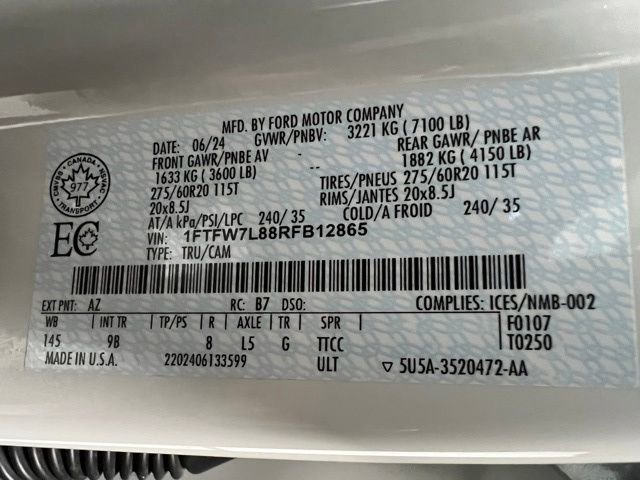 MFD. BY FORD MOTOR COMPANY
DATE: 06/24 GVWR/PNBV: 3221 KG ( 7100 LB)
FRONT GAWR/PNBE AV - -- REAR GAWR/ PNBE AR
1633 KG ( 3600 LB) 1882 KG ( 4150 LB)
275/60R20 115T TIRES/PNEUS 275/60R20 115T
20x8.5J RIMS/JANTES 20x8.5J
AT/A kPa/PSI/LPC 240/ 35 COLD/A FROID 240/ 35
VIN: 1FTFW7L88RFB12865
TYPE: TRU/CAM
CANADA
977
TRANSPORT
EC
EXT PNT: AZ RC: B7 DSO: COMPLIES: ICES/NMB-002
WB INT TR TP/PS R AXLE TR SPR F0107
145 9B 8 L5 G TTCC T0250
MADE IN U.S.A. 2202406133599 ULT ▽ 5U5A-3520472-AA